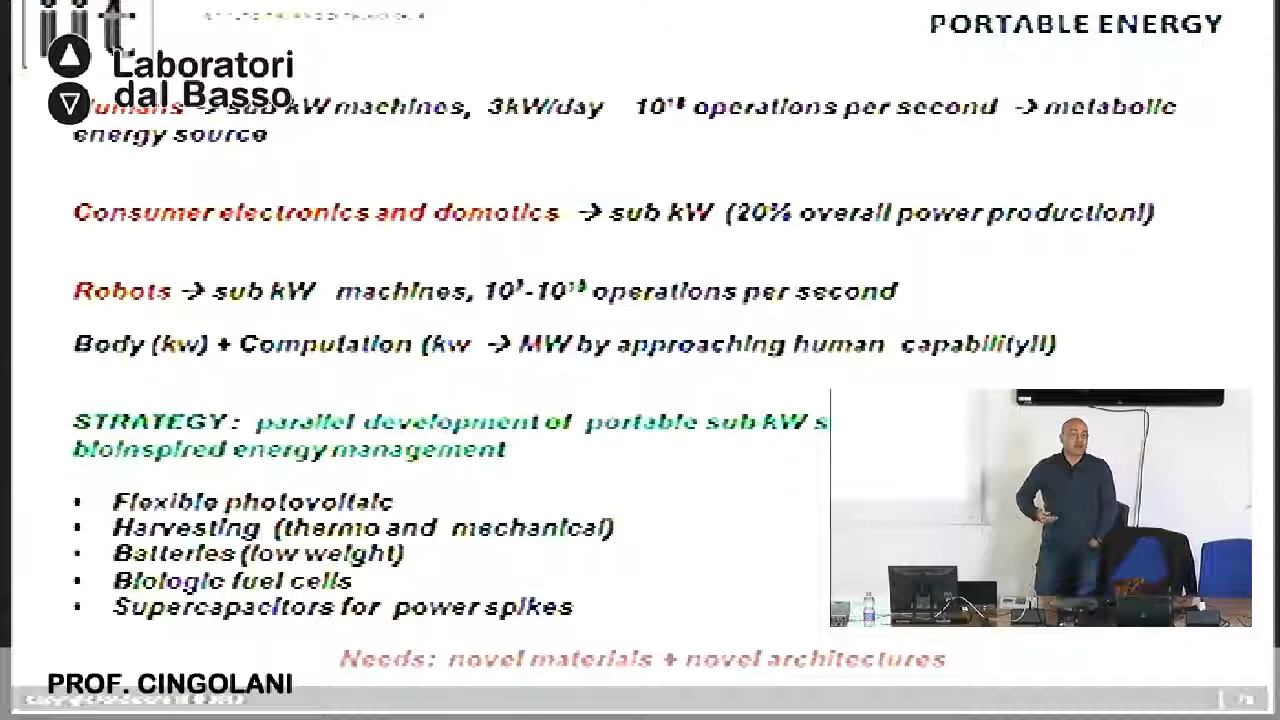 iit
PORTABLE ENERGY
Laboratori
dal Basso
Humans -> sub kW machines, 3kW/day 10¹⁶ operations per second -> metabolic
energy source
Consumer electronics and domotics -> sub kW (20% overall power production!)
Robots -> sub kW machines, operations per second
Body (kw) + Computation (kw -> MW by approaching human capability!!)
STRATEGY: parallel development of portable sub kW s
bioinspired energy management
• Flexible photovoltaic
• Harvesting (thermo and mechanical)
• Batteries (low weight)
• Biologic fuel cells
• Supercapacitors for power spikes
Needs: novel materials + novel architectures
PROF. CINGOLANI